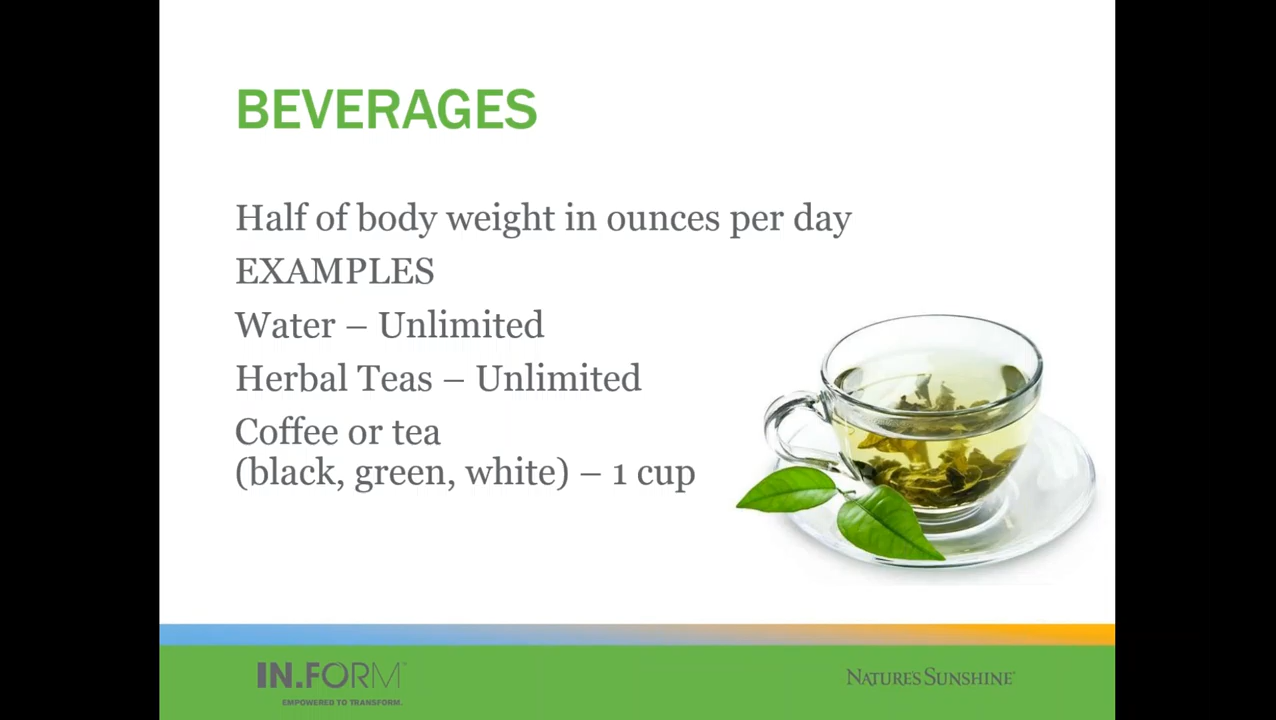 BEVERAGES
Half of body weight in ounces per day
EXAMPLES
Water – Unlimited
Herbal Teas – Unlimited
Coffee or tea
(black, green, white) – 1 cup
IN.FORM
EMPOWERED TO TRANSFORM.
NATURE'S SUNSHINE